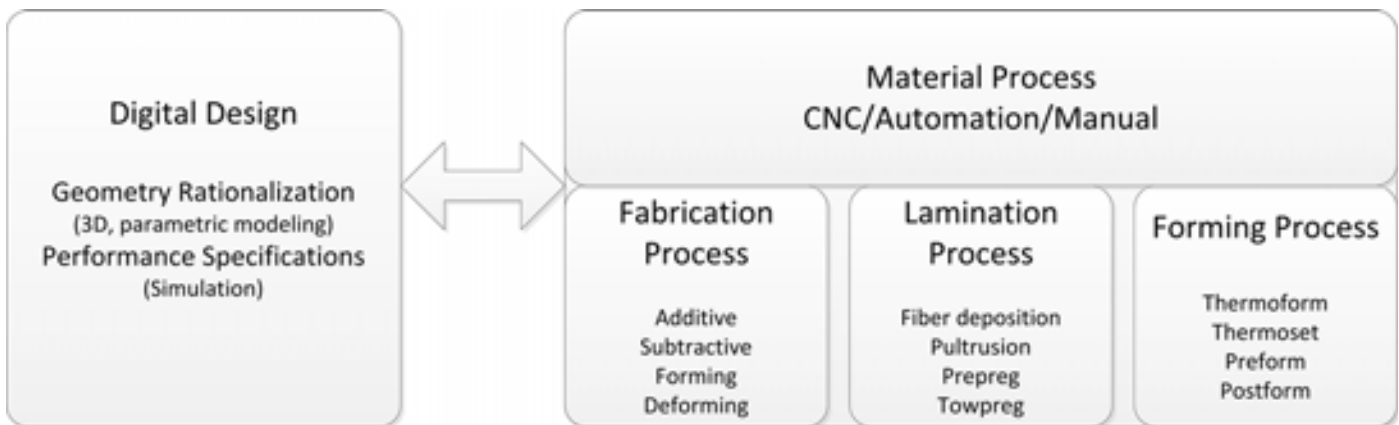 Digital Design
Geometry Rationalization
(3D, parametric modeling)
Performance Specifications
(Simulation)
Material Process
CNC/Automation/Manual
Fabrication
Process
Additive
Subtractive
Forming
Deforming
Lamination
Process
Fiber deposition
Pultrusion
Prepreg
Towpreg
Forming Process
Thermoform
Thermoset
Preform
Postform